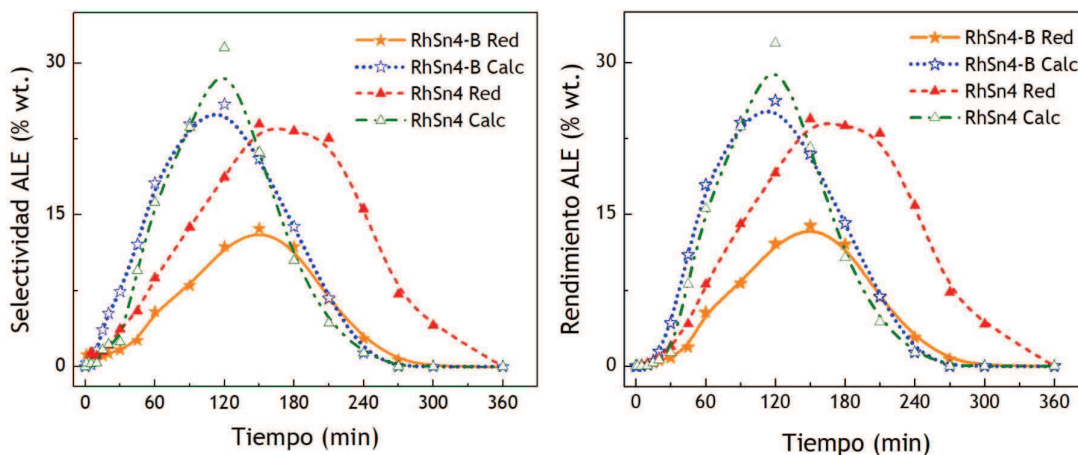 Selectividad ALE (% wt.)
30
15
0
RhSn4-B Red
RhSn4-B Calc
RhSn4 Red
RhSn4 Calc
0 60 120 180 240 300 360
Tiempo (min)
Rendimiento ALE (% wt.)
30
15
0
RhSn4-B Red
RhSn4-B Calc
RhSn4 Red
RhSn4 Calc
0 60 120 180 240 300 360
Tiempo (min)